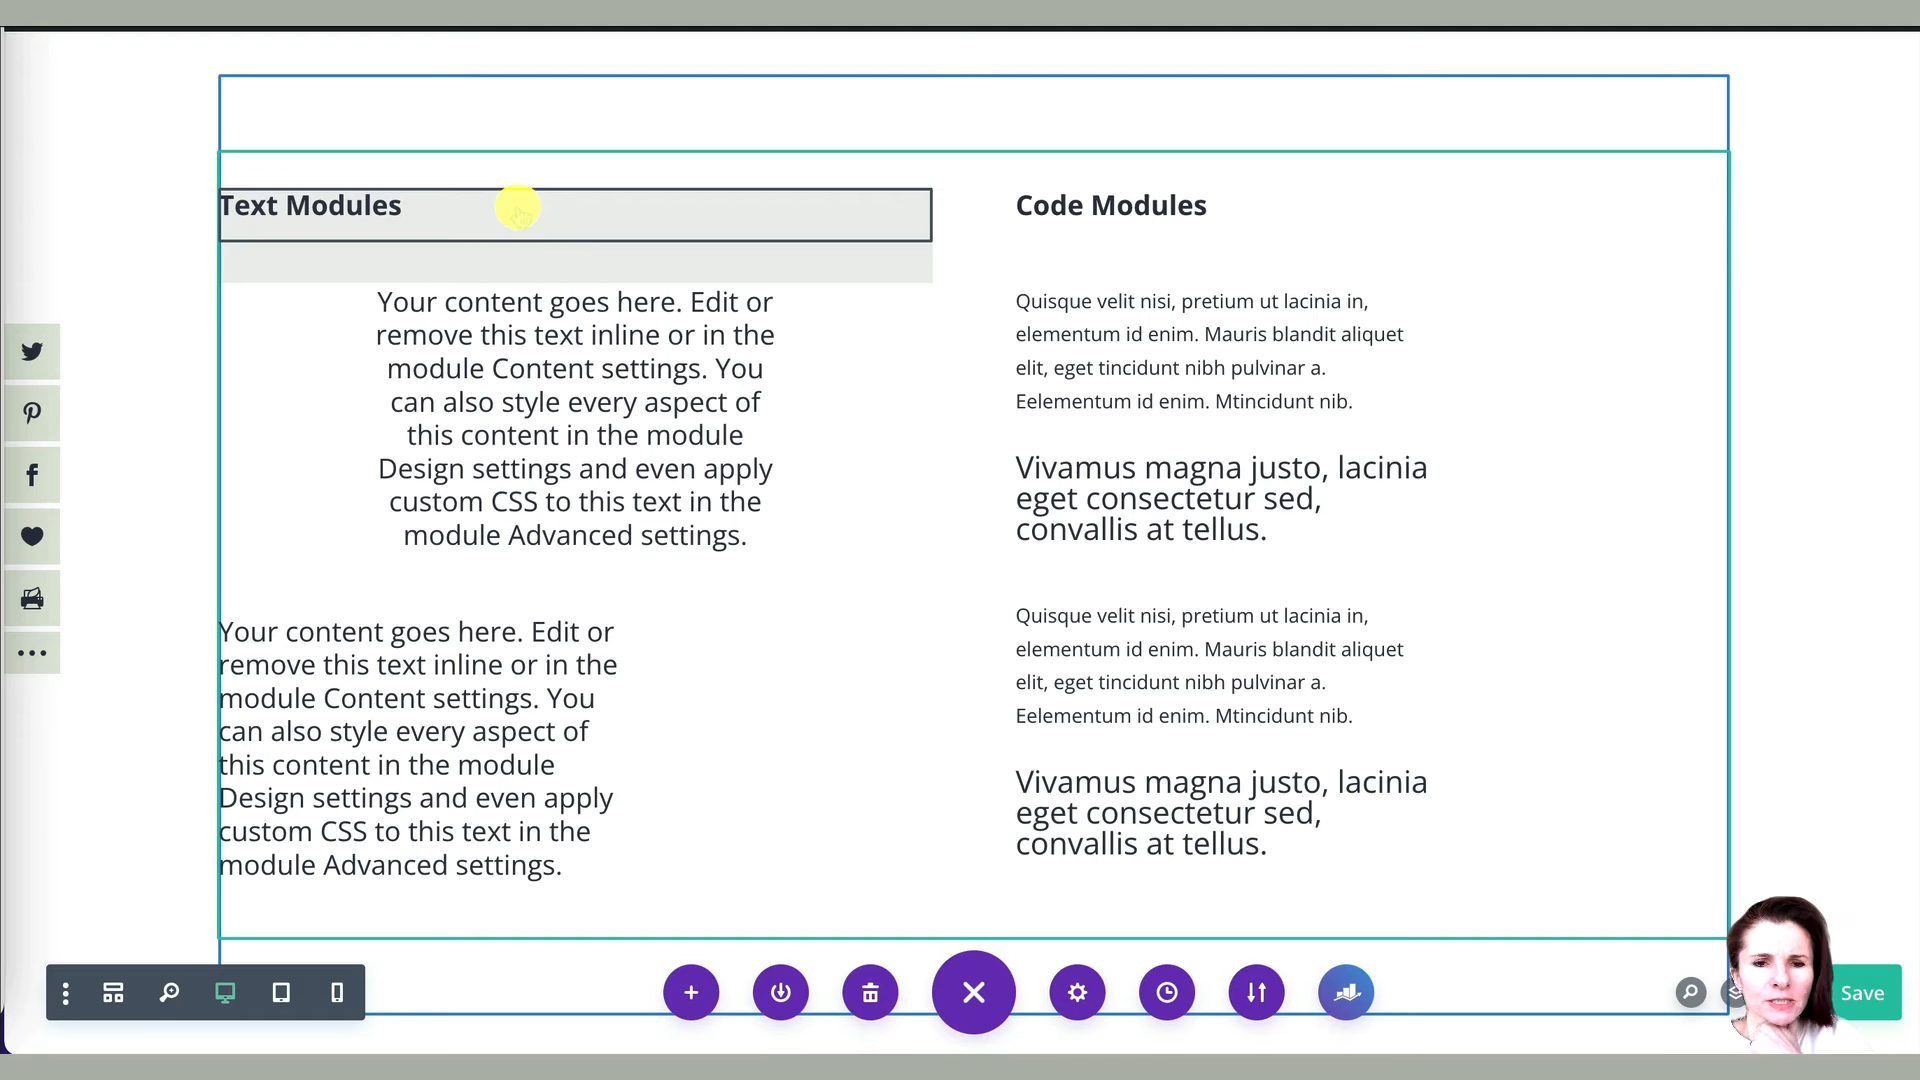 Text Modules
Your content goes here. Edit or
remove this text inline or in the
module Content settings. You
can also style every aspect of
this content in the module
Design settings and even apply
custom CSS to this text in the
module Advanced settings.
Your content goes here. Edit or
remove this text inline or in the
module Content settings. You
can also style every aspect of
this content in the module
Design settings and even apply
custom CSS to this text in the
module Advanced settings.
Code Modules
Quisque velit nisi, pretium ut lacinia in,
elementum id enim. Mauris blandit aliquet
elit, eget tincidunt nibh pulvinar a.
Eelementum id enim. Mtincidunt nib.
Vivamus magna justo, lacinia
eget consectetur sed,
convallis at tellus.
Quisque velit nisi, pretium ut lacinia in,
elementum id enim. Mauris blandit aliquet
elit, eget tincidunt nibh pulvinar a.
Eelementum id enim. Mtincidunt nib.
Vivamus magna justo, lacinia
eget consectetur sed,
convallis at tellus.
Save